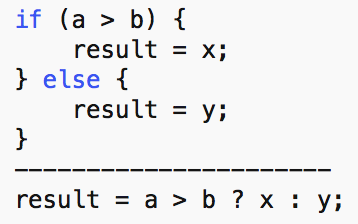 if (a > b) {
    result = x;
} else {
    result = y;
}
----------------------
result = a > b ? x : y;